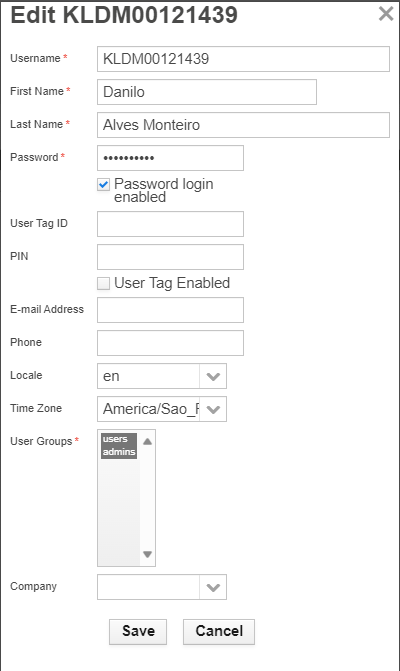 Edit KLDM00121439
Username * KLDM00121439
First Name * Danilo
Last Name * Alves Monteiro
Password * ••••••••••
Password login
enabled
User Tag ID
PIN
User Tag Enabled
E-mail Address
Phone
Locale en
Time Zone America/Sao_
User Groups * users
admins
Company
Save Cancel